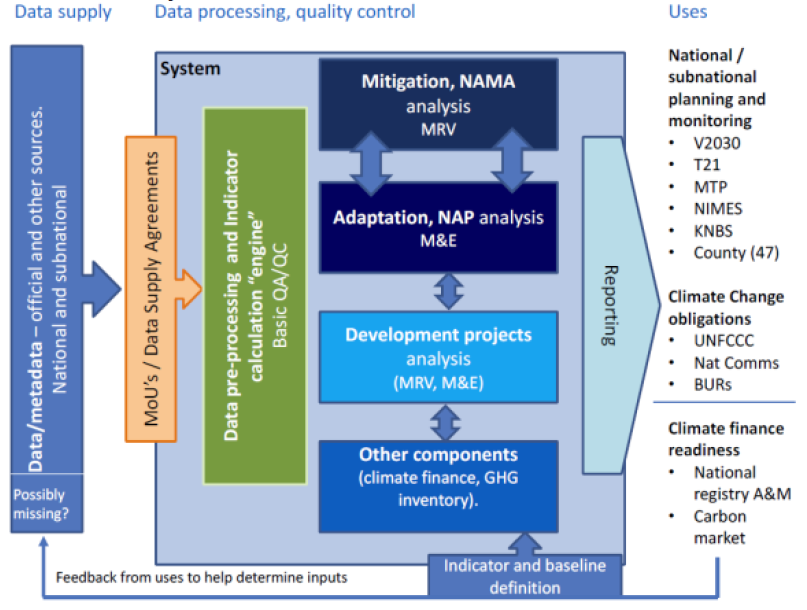 Data supply
Data processing, quality control
Uses
Data/metadata – official and other sources.
National and subnational
Possibly
missing?
MoU's / Data Supply Agreements
System
Data pre-processing and Indicator
calculation "engine"
Basic QA/QC
Mitigation, NAMA
analysis
MRV
Adaptation, NAP analysis
M&E
Development projects
analysis
(MRV, M&E)
Other components
(climate finance, GHG
inventory).
Indicator and baseline
definition
Reporting
National /
subnational
planning and
monitoring
• V2030
• T21
• MTP
• NIMES
• KNBS
• County (47)
Climate Change
obligations
• UNFCCC
• Nat Comms
• BURs
Climate finance
readiness
• National
registry A&M
• Carbon
market
Feedback from uses to help determine inputs